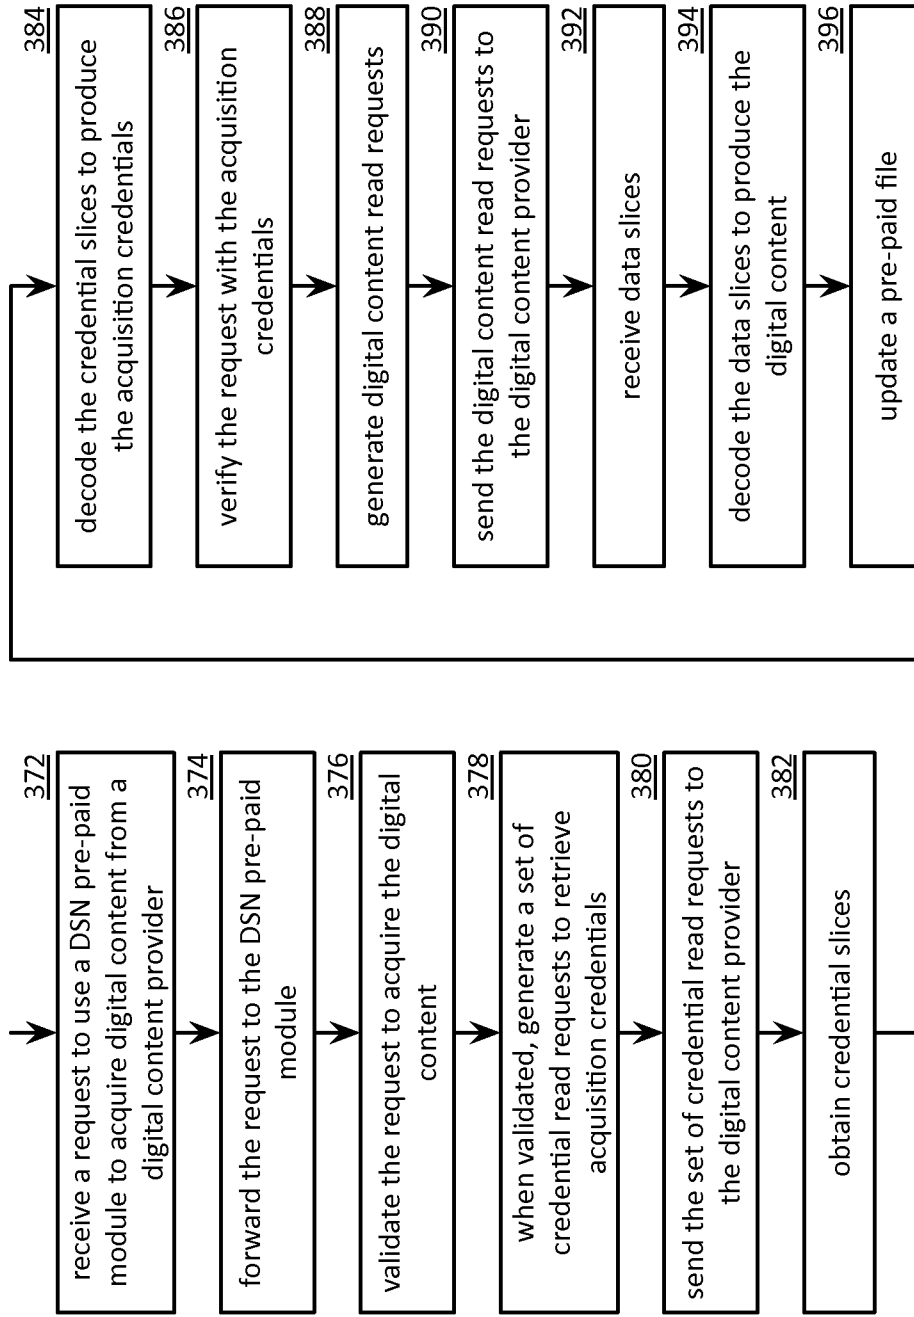 372
receive a request to use a DSN pre-paid
module to acquire digital content from a
digital content provider
374
forward the request to the DSN pre-paid
module
376
validate the request to acquire the digital
content
378
when validated, generate a set of
credential read requests to retrieve
acquisition credentials
380
send the set of credential read requests to
the digital content provider
382
obtain credential slices
384
decode the credential slices to produce
the acquisition credentials
386
verify the request with the acquisition
credentials
388
generate digital content read requests
390
send the digital content read requests to
the digital content provider
392
receive data slices
394
decode the data slices to produce the
digital content
396
update a pre-paid file